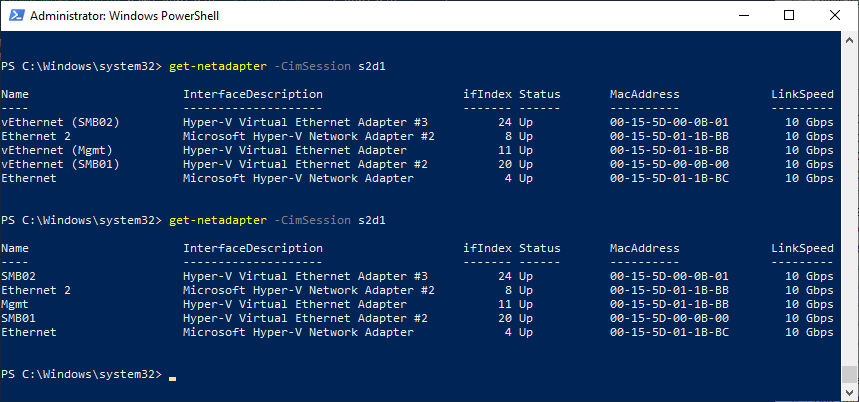 Administrator: Windows PowerShell
PS C:\Windows\system32> get-netadapter -CimSession s2d1
Name InterfaceDescription ifIndex Status MacAddress LinkSpeed
---- -------------------- ------- ------ ---------- ---------
vEthernet (SMB02) Hyper-V Virtual Ethernet Adapter #3 24 Up 00-15-5D-00-0B-01 10 Gbps
Ethernet 2 Microsoft Hyper-V Network Adapter #2 8 Up 00-15-5D-01-1B-BB 10 Gbps
vEthernet (Mgmt) Hyper-V Virtual Ethernet Adapter 11 Up 00-15-5D-01-1B-BB 10 Gbps
vEthernet (SMB01) Hyper-V Virtual Ethernet Adapter #2 20 Up 00-15-5D-00-0B-00 10 Gbps
Ethernet Microsoft Hyper-V Network Adapter 4 Up 00-15-5D-01-1B-BC 10 Gbps
PS C:\Windows\system32> get-netadapter -CimSession s2d1
Name InterfaceDescription ifIndex Status MacAddress LinkSpeed
---- -------------------- ------- ------ ---------- ---------
SMB02 Hyper-V Virtual Ethernet Adapter #3 24 Up 00-15-5D-00-0B-01 10 Gbps
Ethernet 2 Microsoft Hyper-V Network Adapter #2 8 Up 00-15-5D-01-1B-BB 10 Gbps
Mgmt Hyper-V Virtual Ethernet Adapter 11 Up 00-15-5D-01-1B-BB 10 Gbps
SMB01 Hyper-V Virtual Ethernet Adapter #2 20 Up 00-15-5D-00-0B-00 10 Gbps
Ethernet Microsoft Hyper-V Network Adapter 4 Up 00-15-5D-01-1B-BC 10 Gbps
PS C:\Windows\system32>